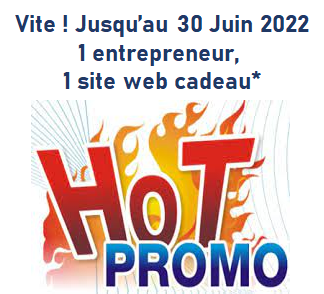 Vite ! Jusqu’au 30 Juin 2022
1 entrepreneur,
1 site web cadeau*
HOT
PROMO